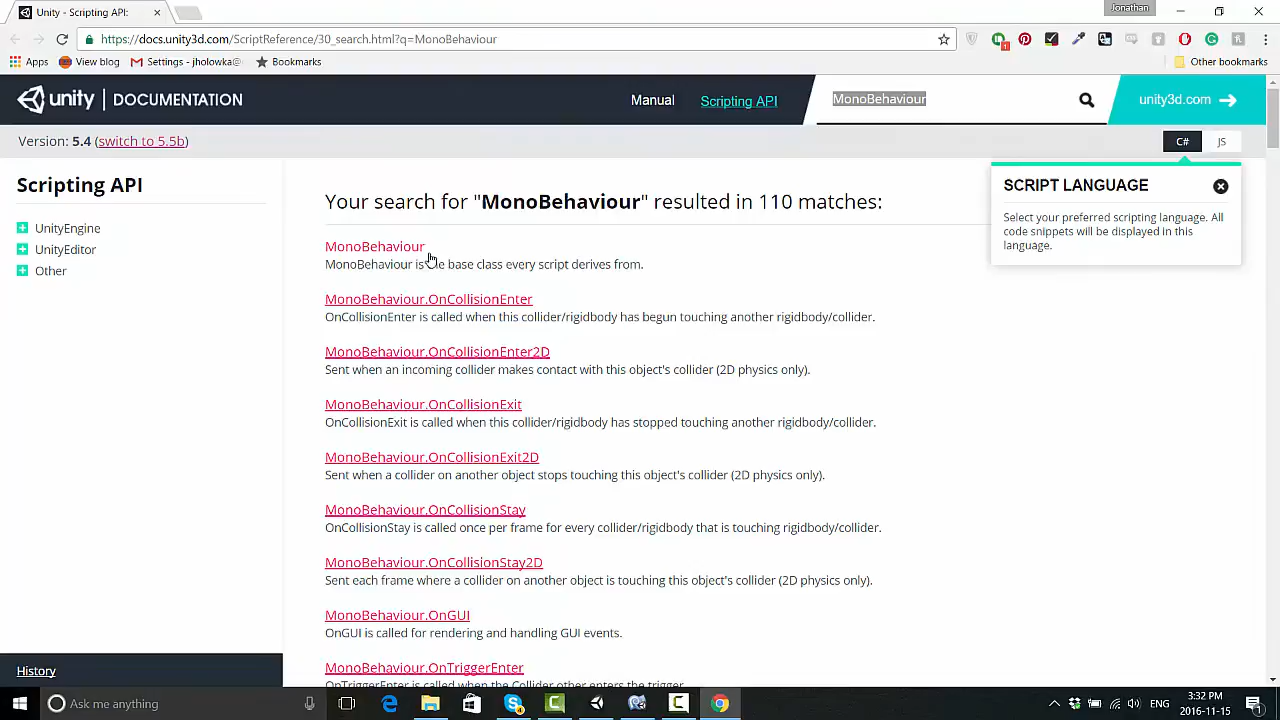 Unity - Scripting API:
Jonathan
https://docs.unity3d.com/ScriptReference/30_search.html?q=MonoBehaviour
Apps
View blog
Settings - jholowka@
Bookmarks
Other bookmarks
unity | DOCUMENTATION
Manual
Scripting API
MonoBehaviour
unity3d.com
Version: 5.4 (switch to 5.5b)
C#
JS
Scripting API
UnityEngine
UnityEditor
Other
SCRIPT LANGUAGE
Select your preferred scripting language. All
code snippets will be displayed in this
language.
Your search for "MonoBehaviour" resulted in 110 matches:
MonoBehaviour
MonoBehaviour is the base class every script derives from.
MonoBehaviour.OnCollisionEnter
OnCollisionEnter is called when this collider/rigidbody has begun touching another rigidbody/collider.
MonoBehaviour.OnCollisionEnter2D
Sent when an incoming collider makes contact with this object's collider (2D physics only).
MonoBehaviour.OnCollisionExit
OnCollisionExit is called when this collider/rigidbody has stopped touching another rigidbody/collider.
MonoBehaviour.OnCollisionExit2D
Sent when a collider on another object stops touching this object's collider (2D physics only).
MonoBehaviour.OnCollisionStay
OnCollisionStay is called once per frame for every collider/rigidbody that is touching rigidbody/collider.
MonoBehaviour.OnCollisionStay2D
Sent each frame where a collider on another object is touching this object's collider (2D physics only).
MonoBehaviour.OnGUI
OnGUI is called for rendering and handling GUI events.
MonoBehaviour.OnTriggerEnter
OnTriggerEnter is called when the Collider other enters the trigger.
History
Ask me anything
ENG
3:32 PM
2016-11-15